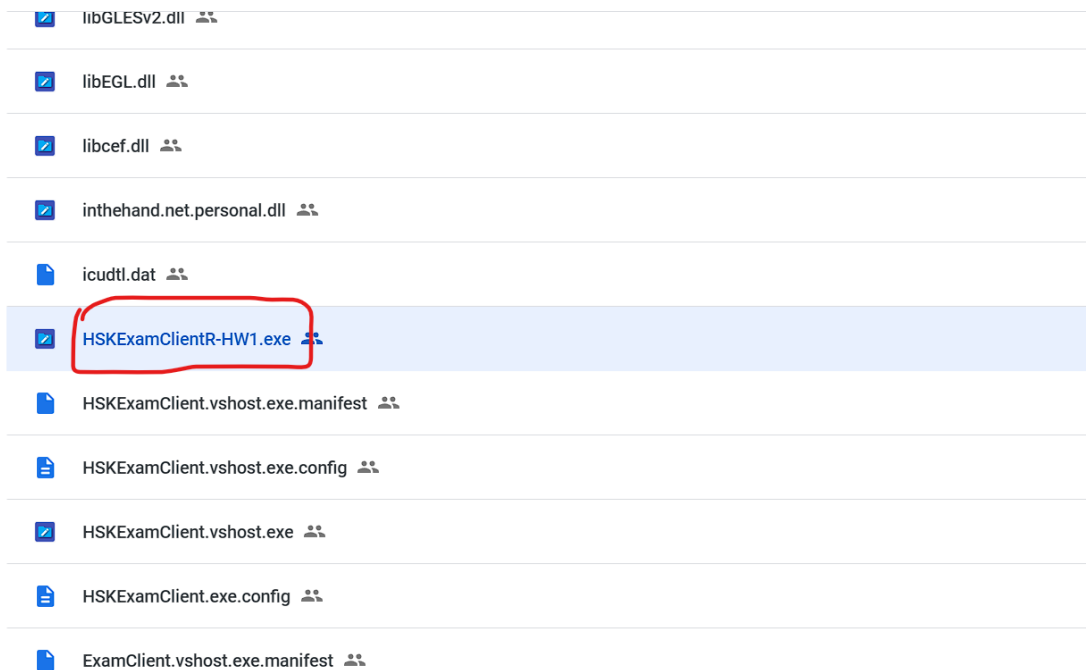 libGLESv2.dll
libEGL.dll
libcef.dll
inthehand.net.personal.dll
icudtl.dat
HSKExamClientR-HW1.exe
HSKExamClient.vshost.exe.manifest
HSKExamClient.vshost.exe.config
HSKExamClient.vshost.exe
HSKExamClient.exe.config
ExamClient.vshost.exe.manifest